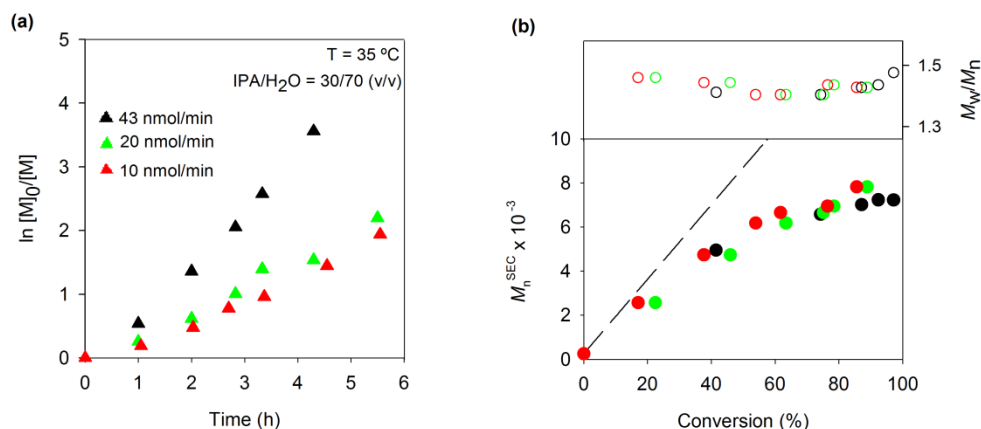 (a)
5
4
3
2
1
0
ln [M]0/[M]
T = 35 ºC
IPA/H2O = 30/70 (v/v)
43 nmol/min
20 nmol/min
10 nmol/min
0 1 2 3 4 5 6
Time (h)
(b)
1.5
1.3
Mw/Mn
10
8
6
4
2
0
Mn SEC x 10-3
0 20 40 60 80 100
Conversion (%)